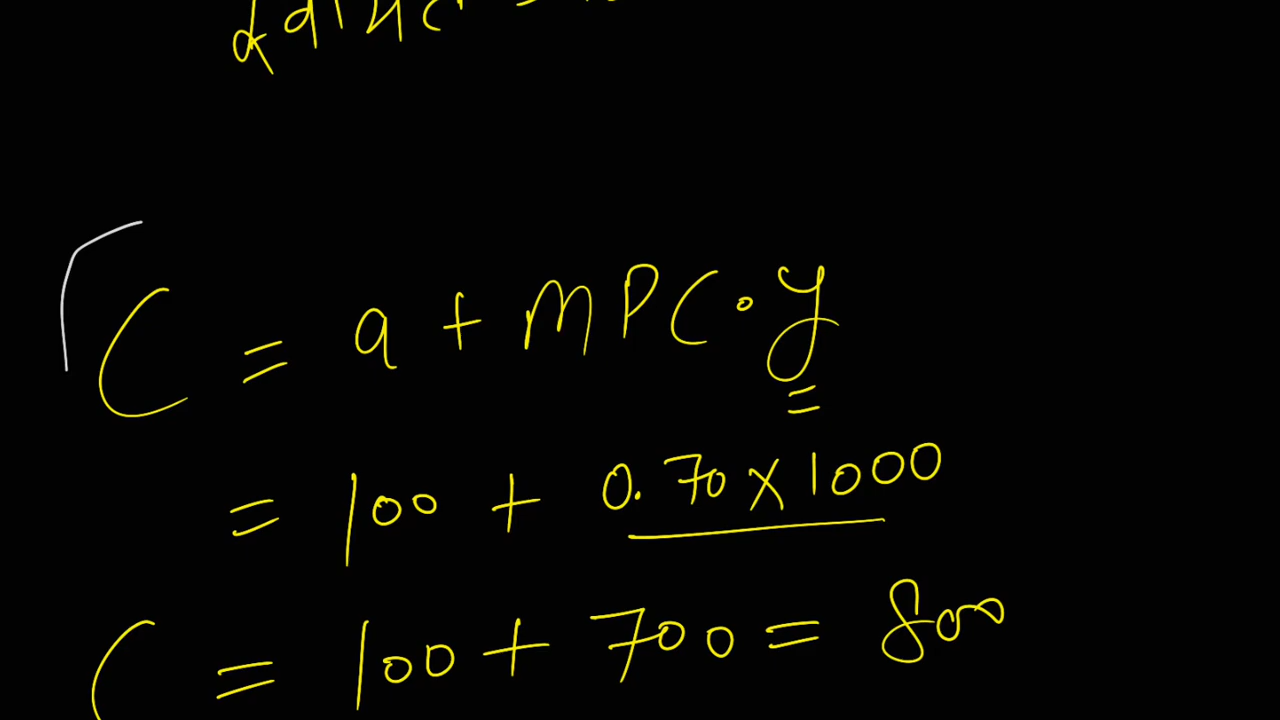 C = a + MPC . y
= 100 + 0.70 X 1000
C = 100 + 700 = 800